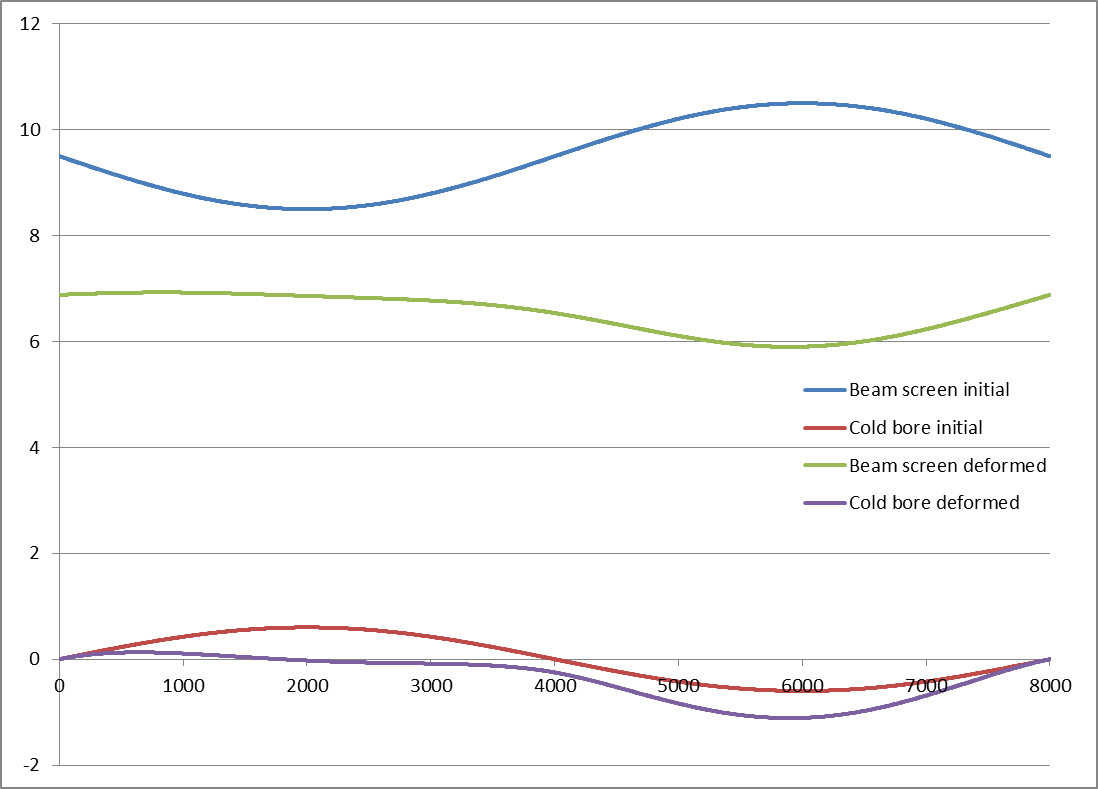 12
10
8
6
4
2
0
-2
0 1000 2000 3000 4000 5000 6000 7000 8000
Beam screen initial
Cold bore initial
Beam screen deformed
Cold bore deformed